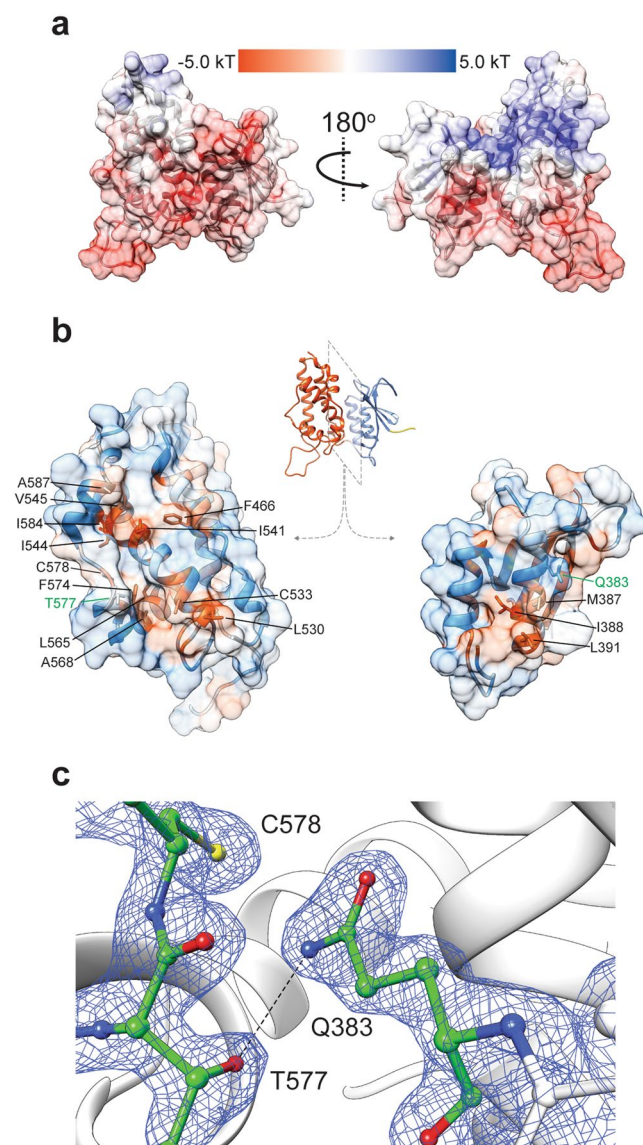 a
-5.0 kT 5.0 kT
180°
b
A587
V545
I584
I544
C578
F574
T577
L565
A568
F466
I541
C533
L530
Q383
M387
I388
L391
c
C578
Q383
T577